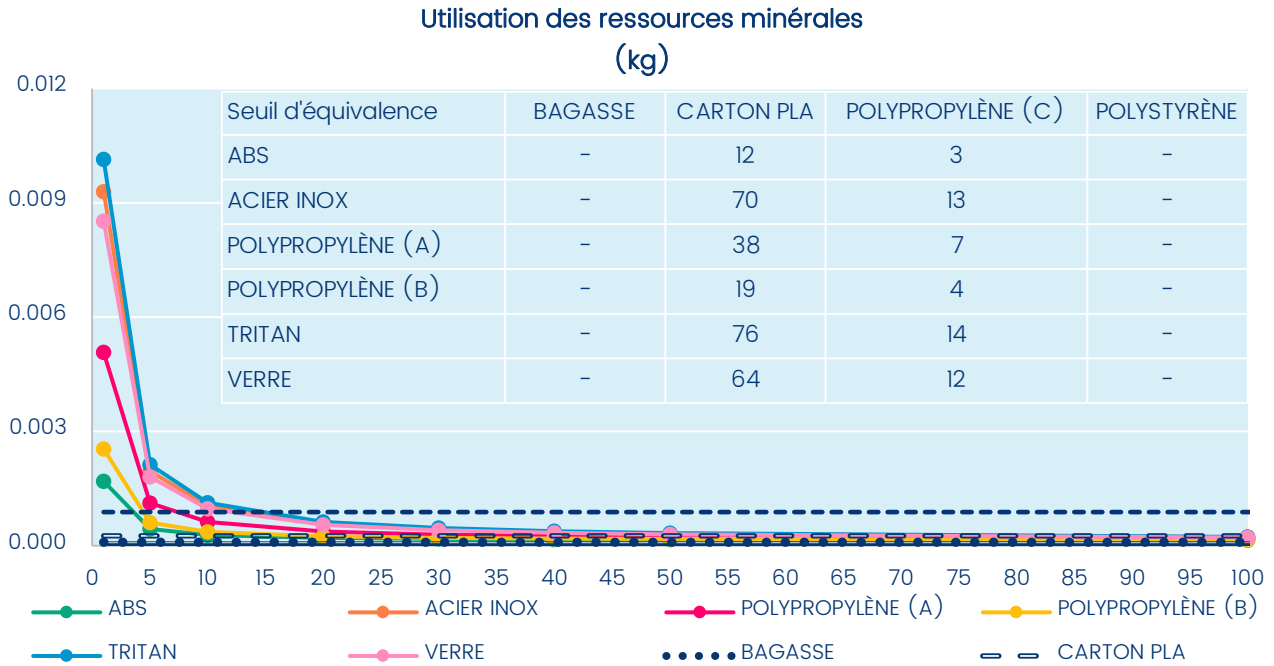 Utilisation des ressources minérales
(kg)
0.012
0.009
0.006
0.003
0.000
Seuil d'équivalence BAGASSE CARTON PLA POLYPROPYLÈNE (C) POLYSTYRÈNE
ABS - 12 3 -
ACIER INOX - 70 13 -
POLYPROPYLÈNE (A) - 38 7 -
POLYPROPYLÈNE (B) - 19 4 -
TRITAN - 76 14 -
VERRE - 64 12 -
0 5 10 15 20 25 30 35 40 45 50 55 60 65 70 75 80 85 90 95 100
ABS ACIER INOX POLYPROPYLÈNE (A) POLYPROPYLÈNE (B)
TRITAN VERRE BAGASSE CARTON PLA